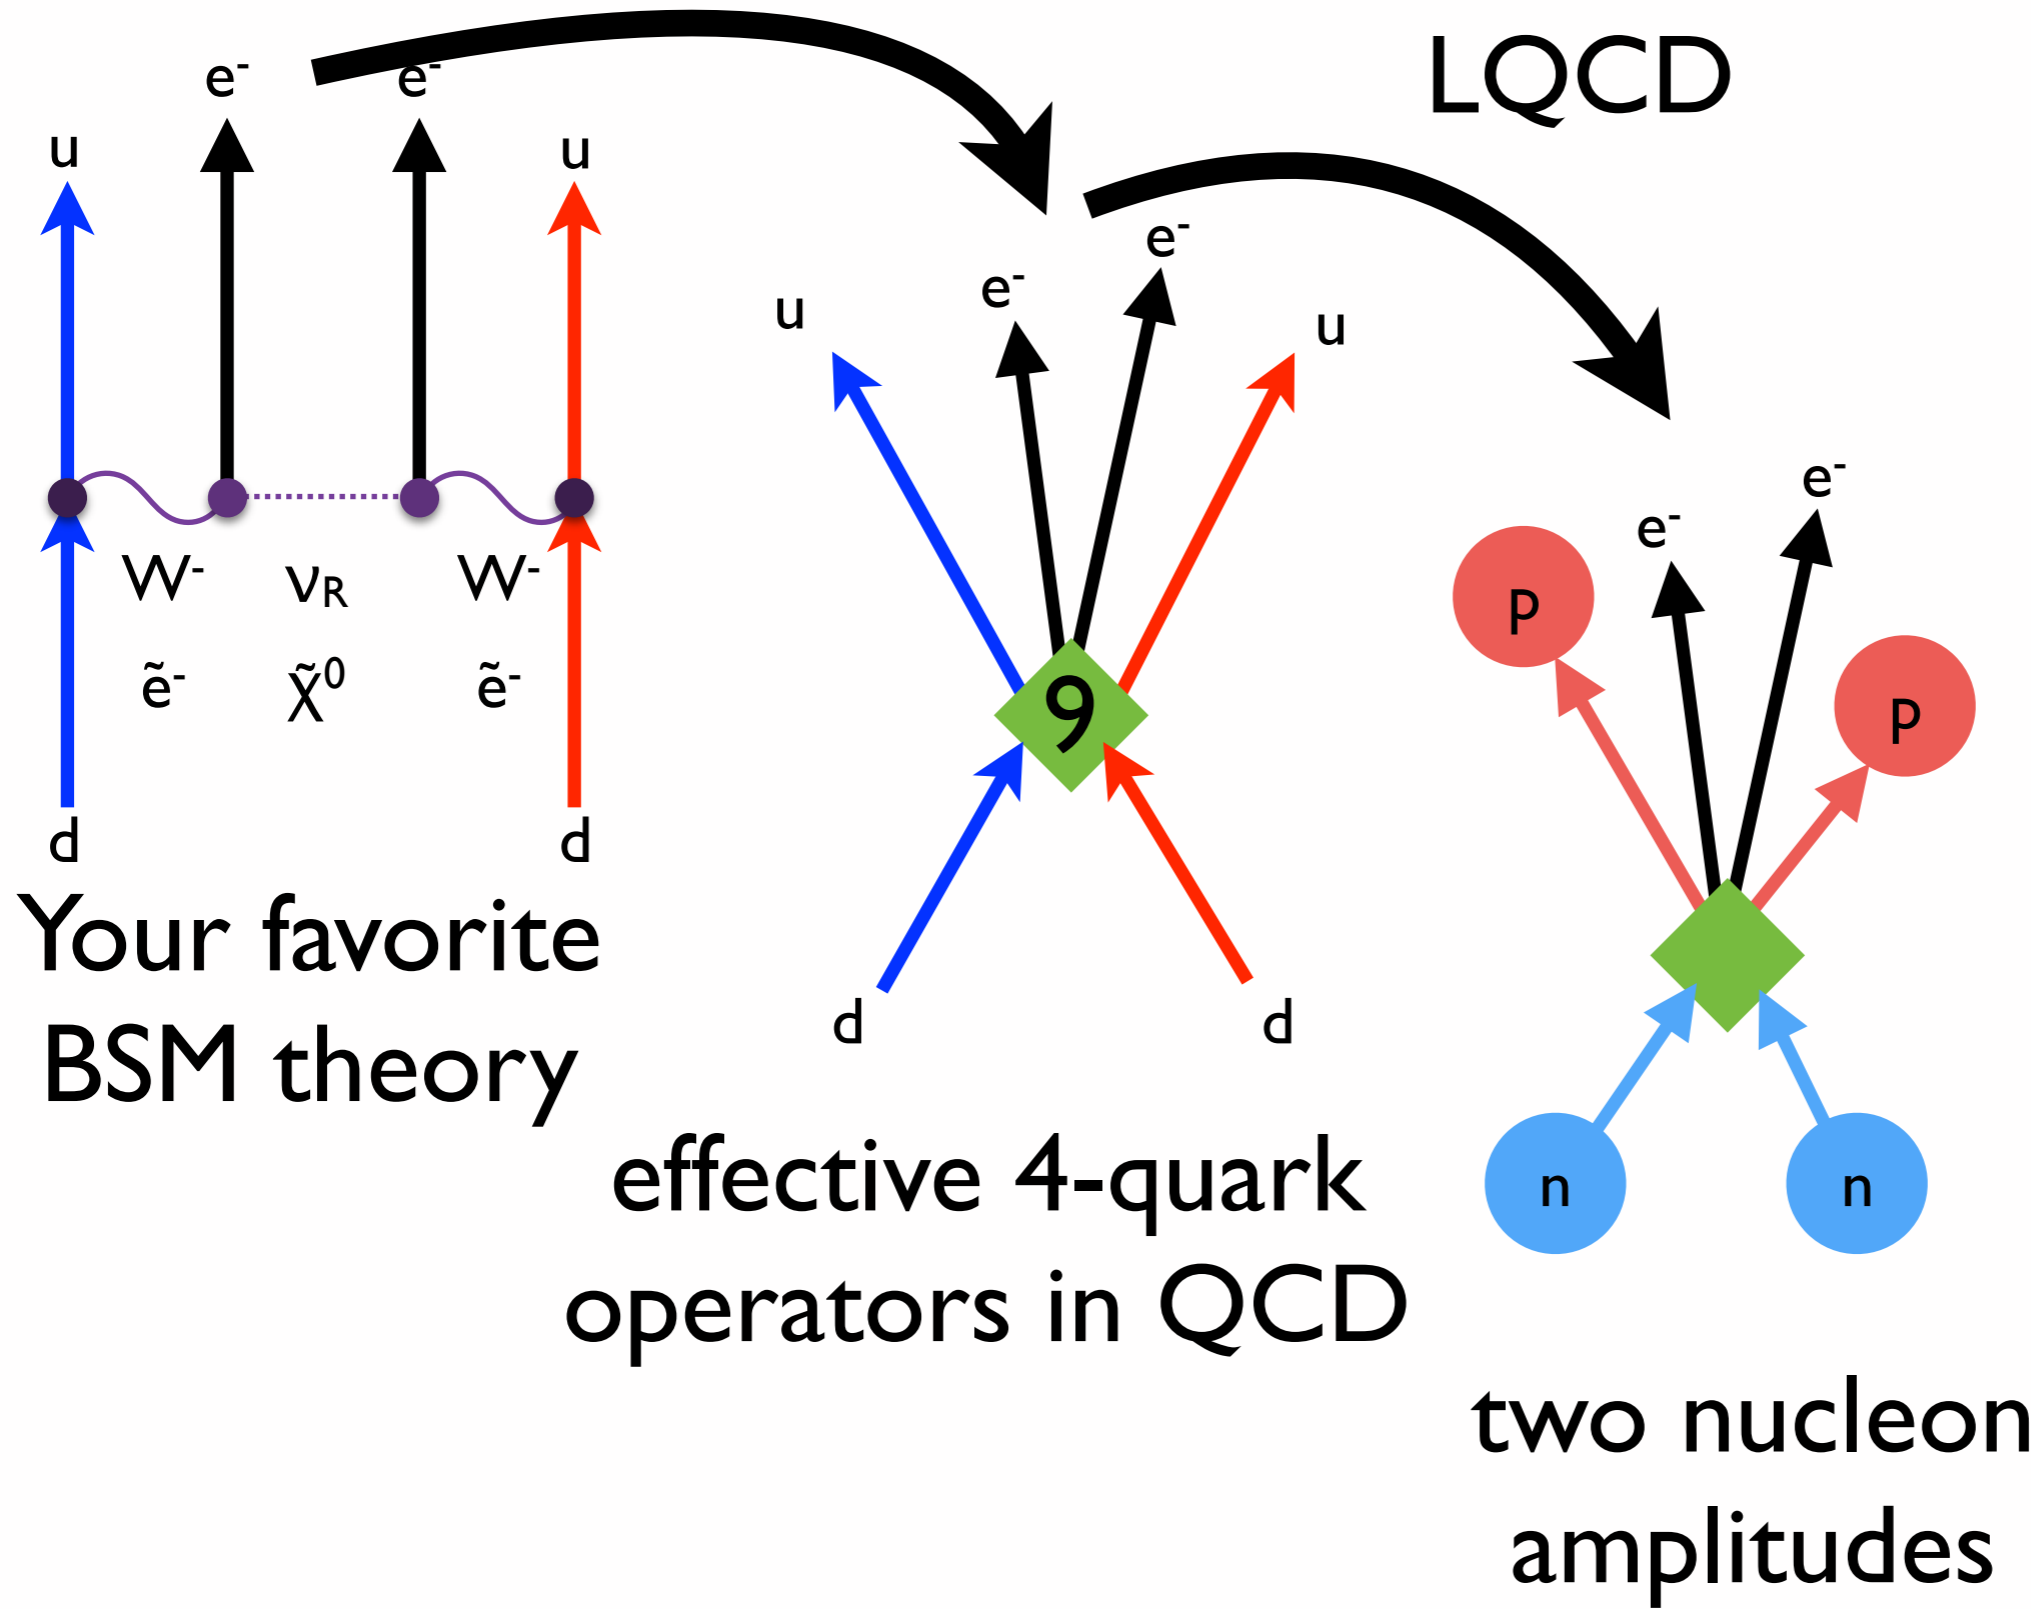 LQCD
e⁻ e⁻
u u
W⁻ νR W⁻
ẽ⁻ χ̃⁰ ẽ⁻
d d
Your favorite
BSM theory
e⁻ e⁻
u u
9
d d
effective 4-quark
operators in QCD
e⁻ e⁻
p p
n n
two nucleon
amplitudes